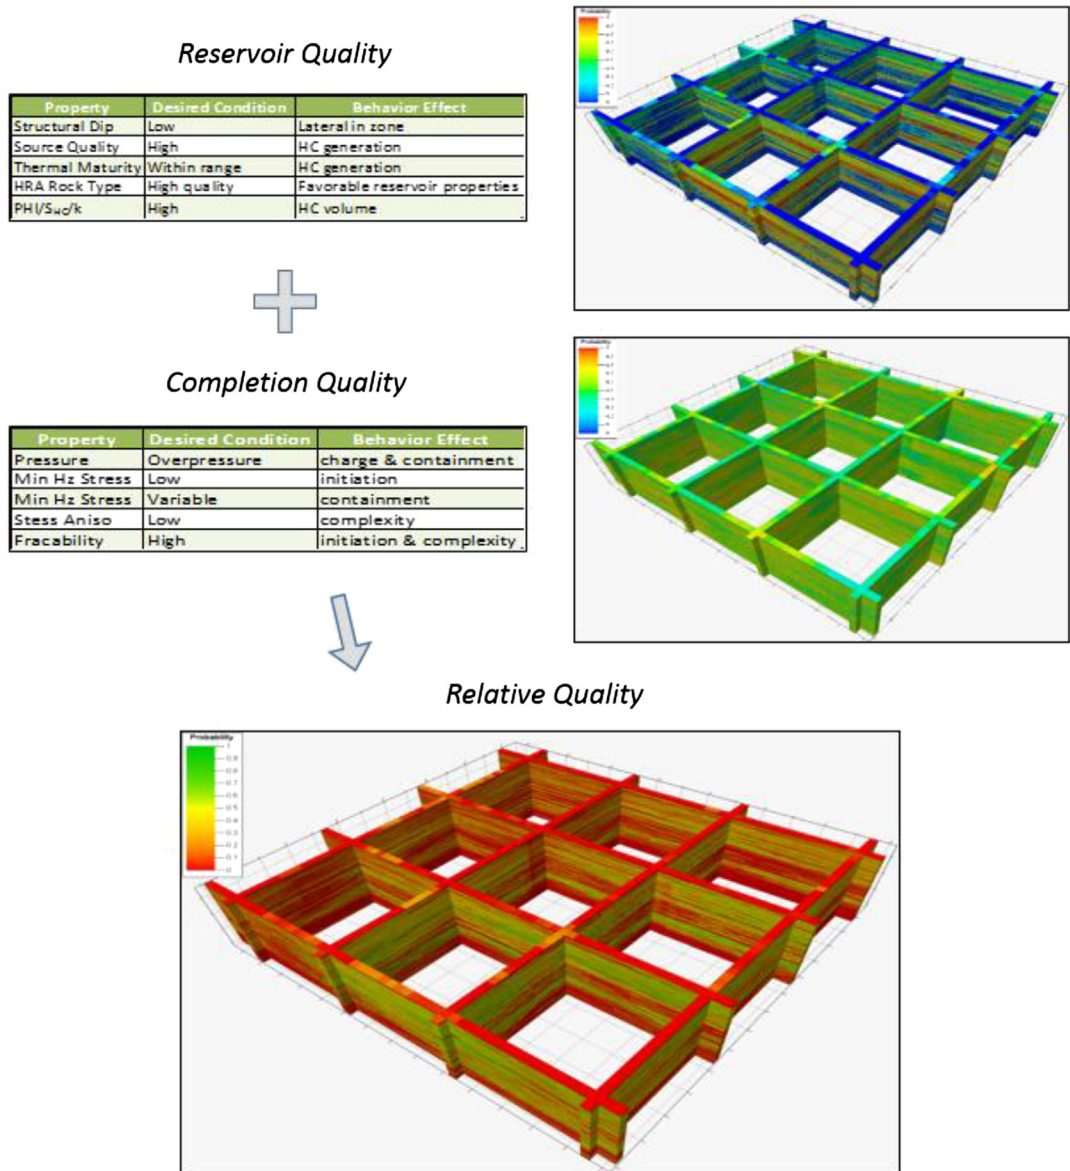 Reservoir Quality
Property Desired Condition Behavior Effect
Structural Dip Low Lateral in zone
Source Quality High HC generation
Thermal Maturity Within range HC generation
HRA Rock Type High quality Favorable reservoir properties
PHI/S_HC/k High HC volume
Probability
Completion Quality
Property Desired Condition Behavior Effect
Pressure Overpressure charge & containment
Min Hz Stress Low initiation
Min Hz Stress Variable containment
Stess Aniso Low complexity
Fracability High initiation & complexity
Probability
Relative Quality
Probability
1
0.9
0.8
0.7
0.6
0.5
0.4
0.3
0.2
0.1
0